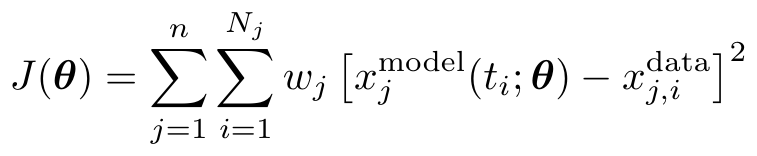 $J(\boldsymbol{\theta}) = \sum_{j=1}^{n} \sum_{i=1}^{N_j} w_j \left[ x_j^{\mathrm{model}}(t_i; \boldsymbol{\theta}) - x_{j,i}^{\mathrm{data}} \right]^2$